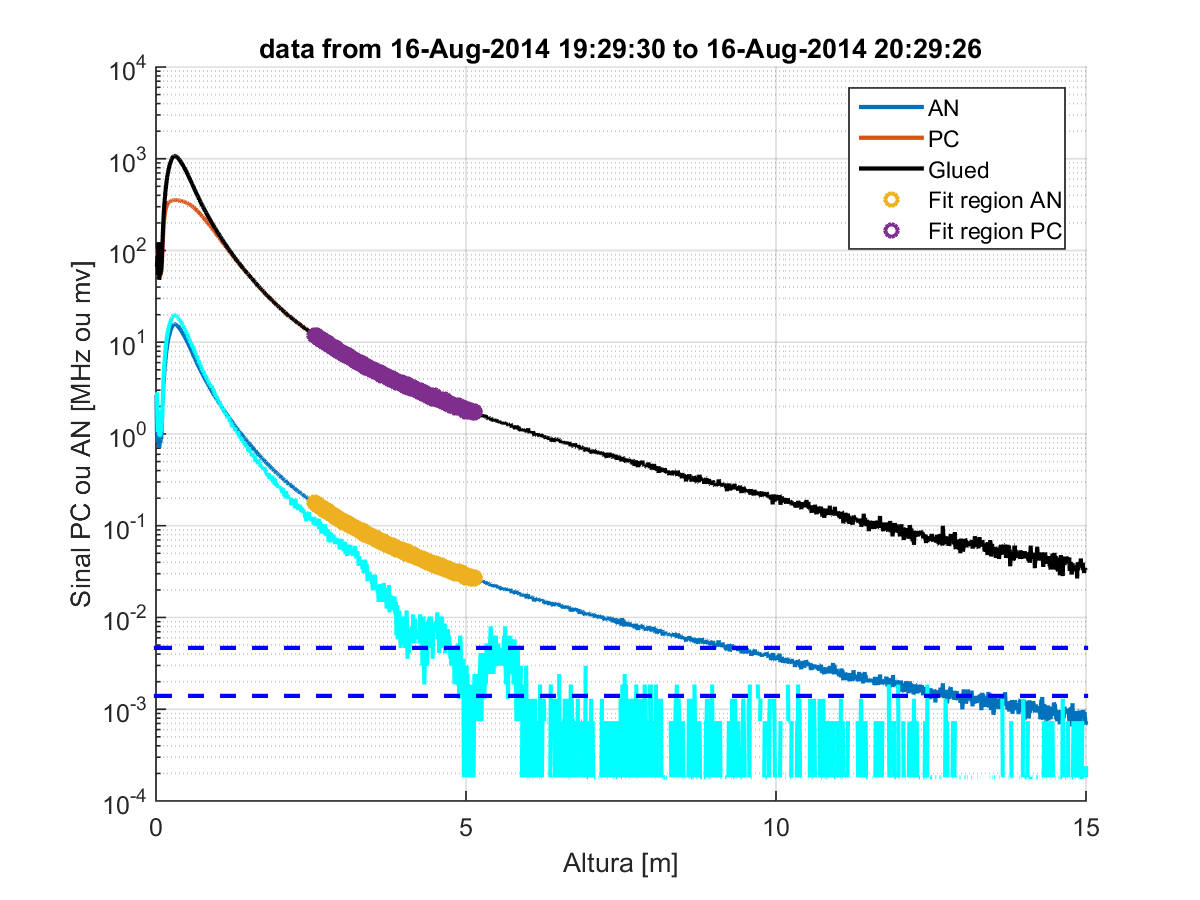 data from 16-Aug-2014 19:29:30 to 16-Aug-2014 20:29:26
10^4
10^3
10^2
10^1
10^0
10^-1
10^-2
10^-3
10^-4
Sinal PC ou AN [MHz ou mv]
AN
PC
Glued
Fit region AN
Fit region PC
0 5 10 15
Altura [m]